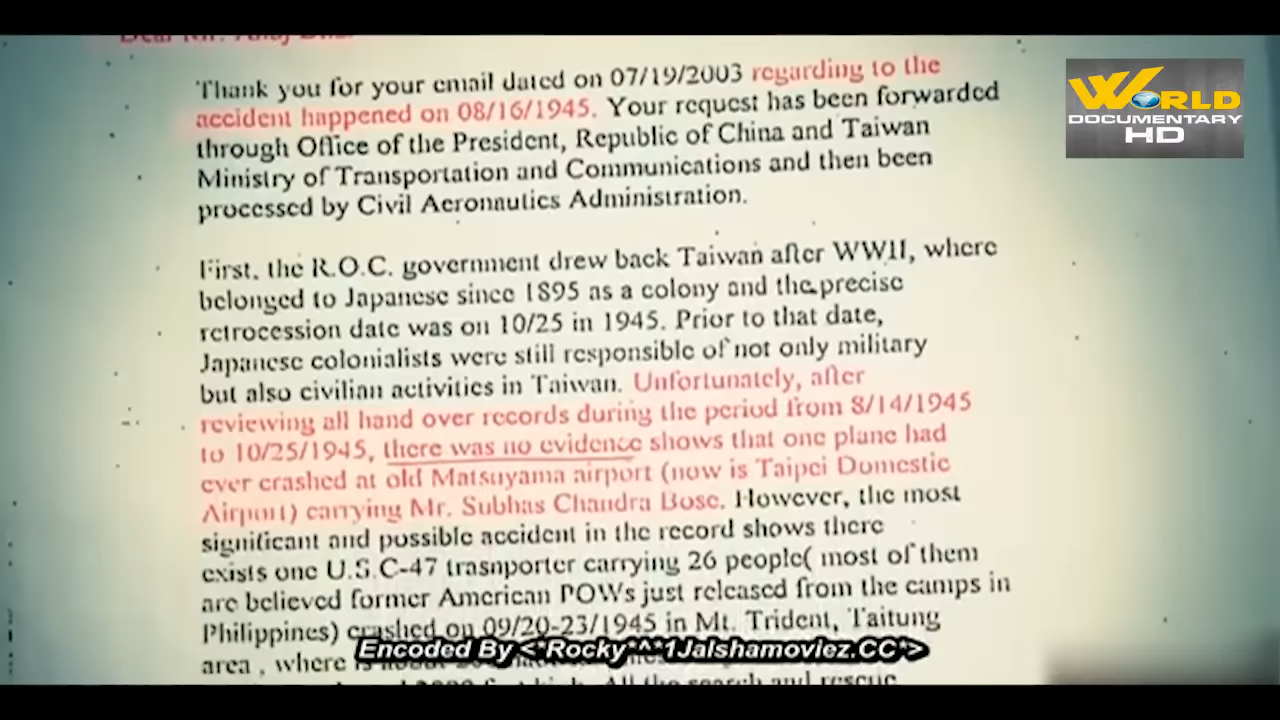 Thank you for your email dated on 07/19/2003 regarding to the
accident happened on 08/16/1945. Your request has been forwarded
through Office of the President, Republic of China and Taiwan
Ministry of Transportation and Communications and then been
processed by Civil Aeronautics Administration.
First, the R.O.C. government drew back Taiwan after WWII, where
belonged to Japanese since 1895 as a colony and the precise
retrocession date was on 10/25 in 1945. Prior to that date,
Japanese colonialists were still responsible of not only military
but also civilian activities in Taiwan. Unfortunately, after
reviewing all hand over records during the period from 8/14/1945
to 10/25/1945, there was no evidence shows that one plane had
ever crashed at old Matsuyama airport (now is Taipei Domestic
Airport) carrying Mr. Subhas Chandra Bose. However, the most
significant and possible accident in the record shows there
exists one U.S.C-47 trasnporter carrying 26 people( most of them
are believed former American POWs just released from the camps in
Philippines) crashed on 09/20-23/1945 in Mt. Trident, Taitung
area , where
All the search and rescue
WORLD
DOCUMENTARY
HD
Encoded By <*Rocky*^^*1Jalshamoviez.CC*>